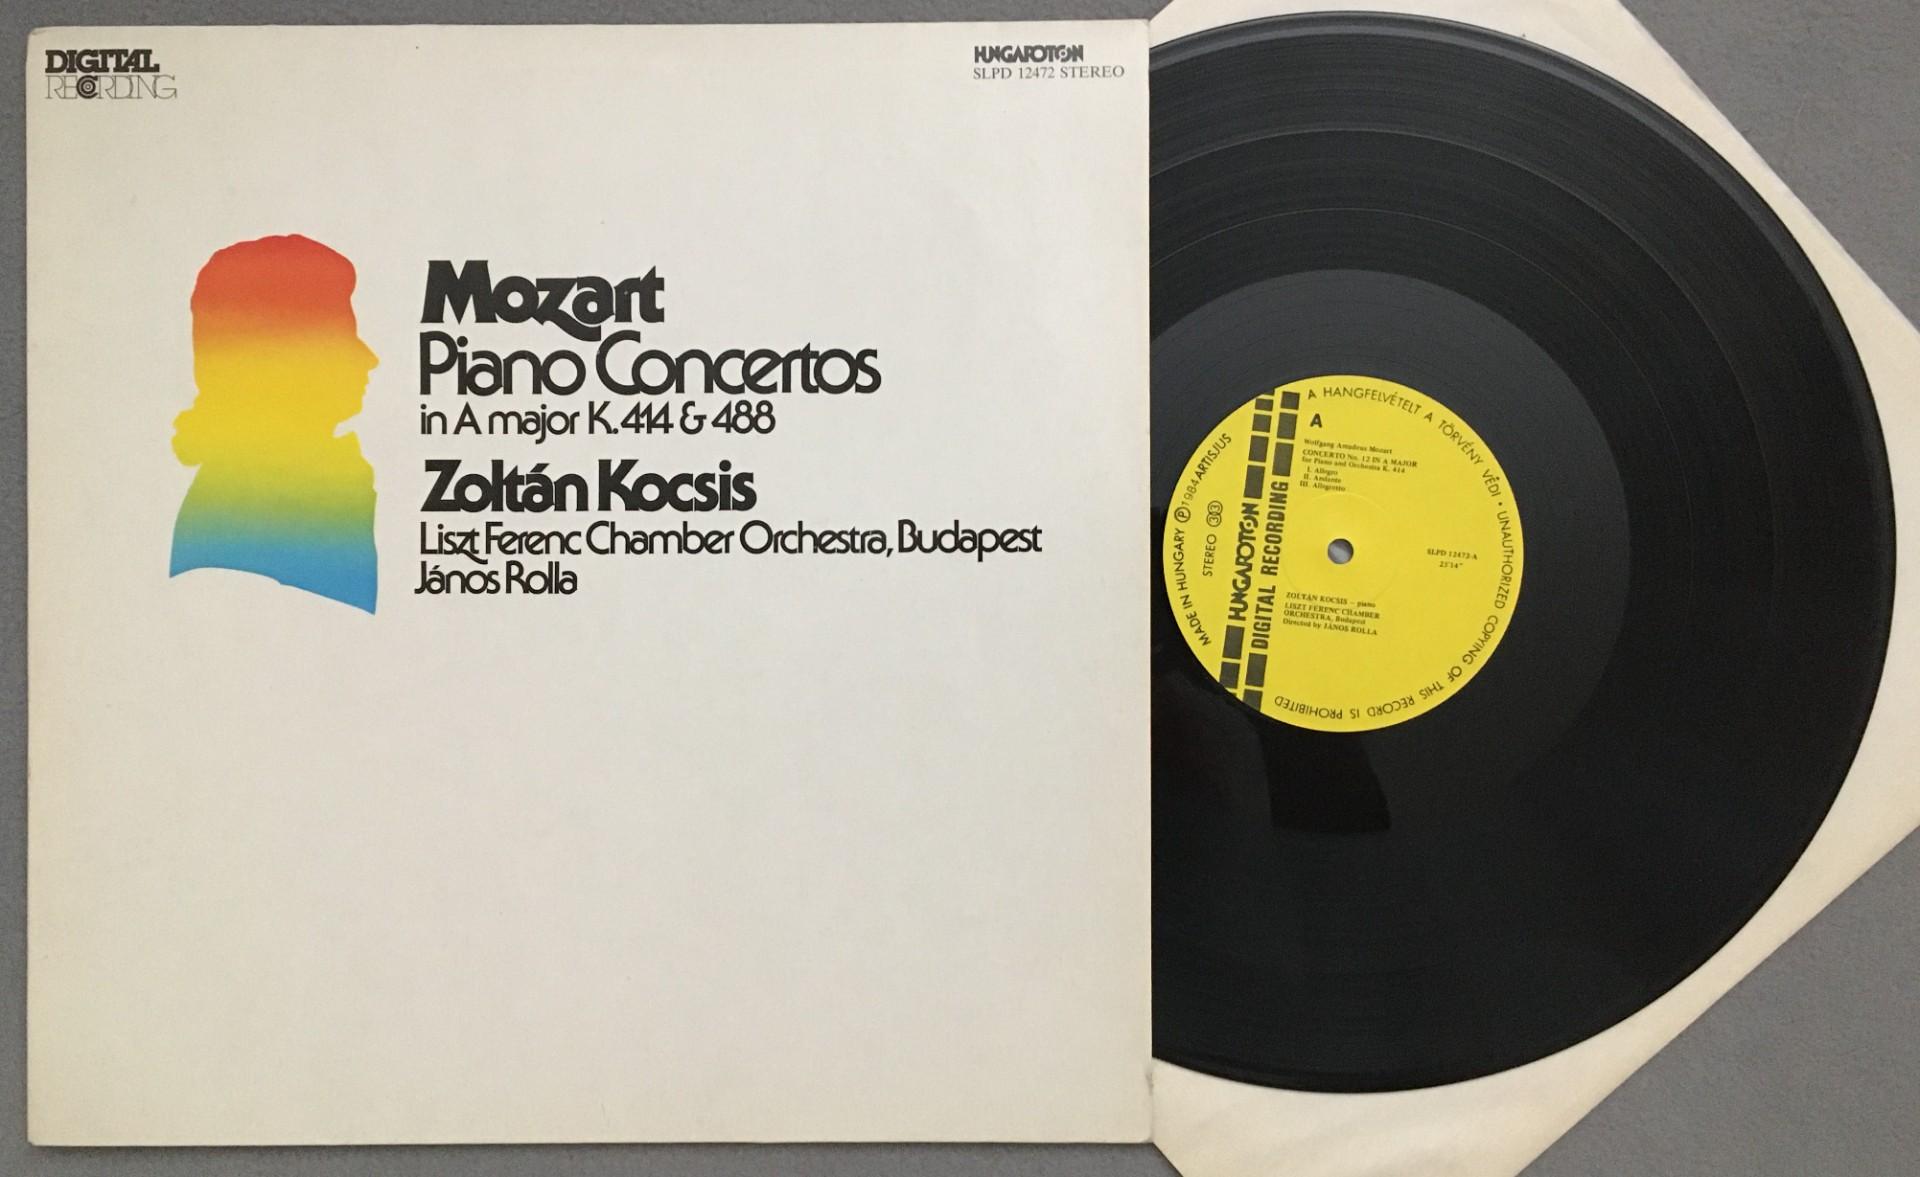 DIGITAL
RECORDING
HUNGAROTON
SLPD 12472 STEREO
Mozart
Piano Concertos
in A major K. 414 & 488
Zoltán Kocsis
Liszt Ferenc Chamber Orchestra, Budapest
János Rolla
A HANGFELVÉTELT A TÖRVÉNY VÉDI • UNAUTHORIZED COPYING OF THIS RECORD IS PROHIBITED
MADE IN HUNGARY Ⓟ 1984 ARTISJUS
STEREO 33
HUNGAROTON
DIGITAL RECORDING
A
Wolfgang Amadeus Mozart
CONCERTO No. 12 IN A MAJOR
for Piano and Orchestra K. 414
I. Allegro
II. Andante
III. Allegretto
SLPD 12472-A
25'14"
ZOLTÁN KOCSIS – piano
LISZT FERENC CHAMBER
ORCHESTRA, Budapest
Directed by JÁNOS ROLLA